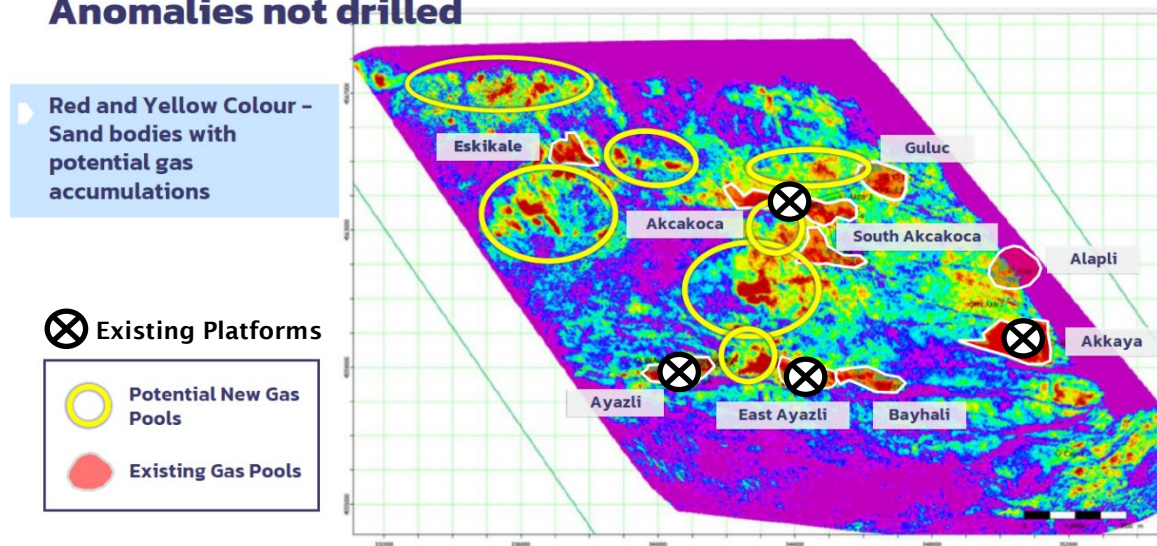 Anomalies not drilled
Red and Yellow Colour –
Sand bodies with
potential gas
accumulations
Existing Platforms
Potential New Gas
Pools
Existing Gas Pools
Eskikale
Guluc
Akcakoca
South Akcakoca
Alapli
Akkaya
Ayazli
East Ayazli
Bayhali